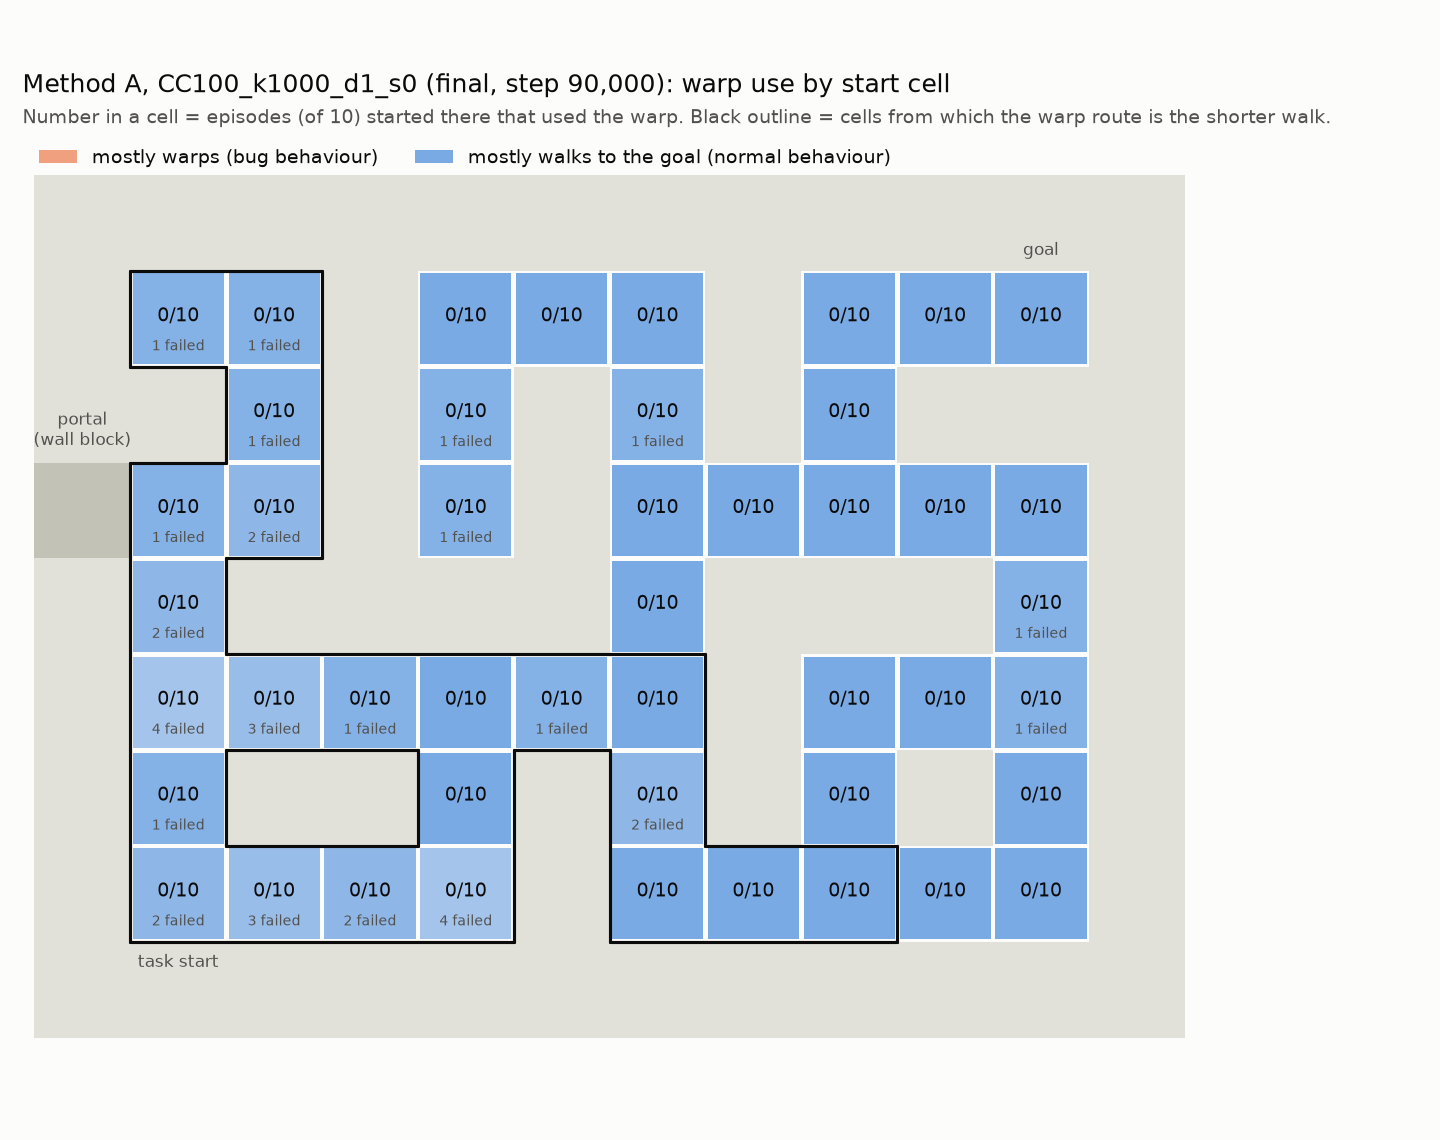 Method A, CC100_k1000_d1_s0 (final, step 90,000): warp use by start cell
Number in a cell = episodes (of 10) started there that used the warp. Black outline = cells from which the warp route is the shorter walk.
mostly warps (bug behaviour) mostly walks to the goal (normal behaviour)
goal
0/10 0/10 0/10 0/10 0/10 0/10 0/10 0/10
1 failed 1 failed
0/10 0/10 0/10 0/10
1 failed 1 failed 1 failed
portal
(wall block)
0/10 0/10 0/10 0/10 0/10 0/10 0/10 0/10
1 failed 2 failed 1 failed
0/10 0/10 0/10
2 failed 1 failed
0/10 0/10 0/10 0/10 0/10 0/10 0/10 0/10 0/10
4 failed 3 failed 1 failed 1 failed 1 failed
0/10 0/10 0/10 0/10 0/10
1 failed 2 failed
0/10 0/10 0/10 0/10 0/10 0/10 0/10 0/10 0/10
2 failed 3 failed 2 failed 4 failed
task start